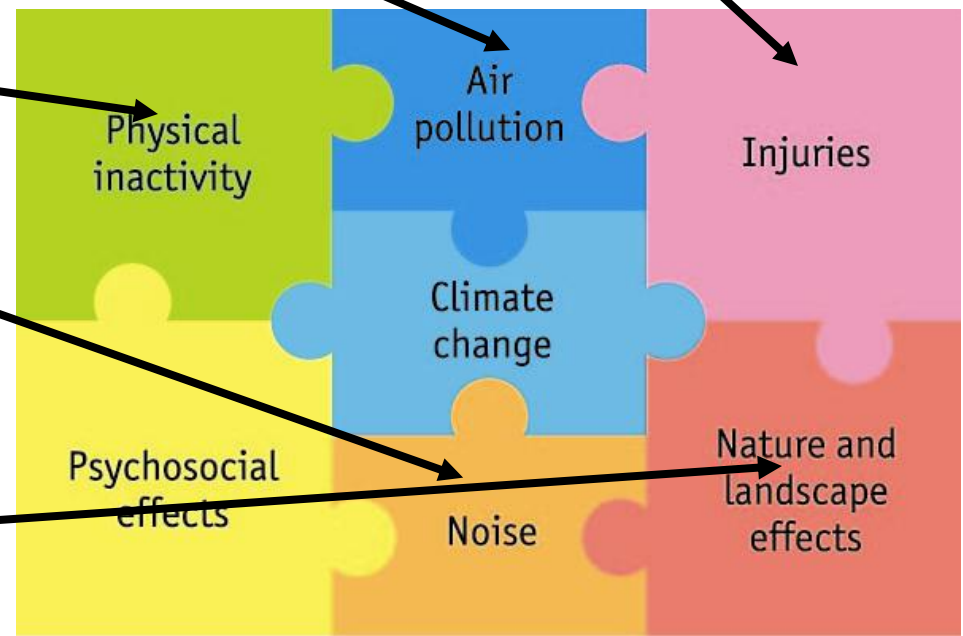 Physical
inactivity
Air
pollution
Injuries
Climate
change
Psychosocial
effects
Noise
Nature and
landscape
effects